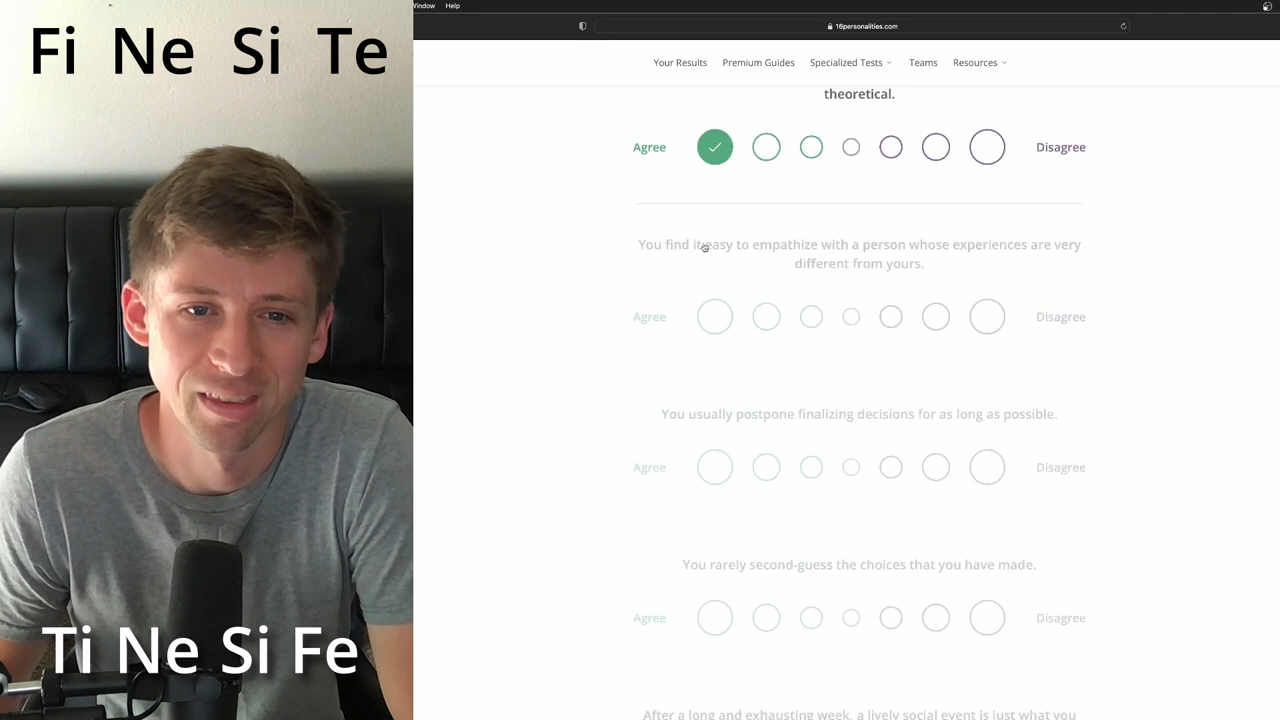 Fi Ne Si Te
Ti Ne Si Fe
Window Help
16personalities.com
Your Results Premium Guides Specialized Tests Teams Resources
theoretical.
Agree Disagree
You find it easy to empathize with a person whose experiences are very
different from yours.
Agree Disagree
You usually postpone finalizing decisions for as long as possible.
Agree Disagree
You rarely second-guess the choices that you have made.
Agree Disagree
After a long and exhausting week, a lively social event is just what you